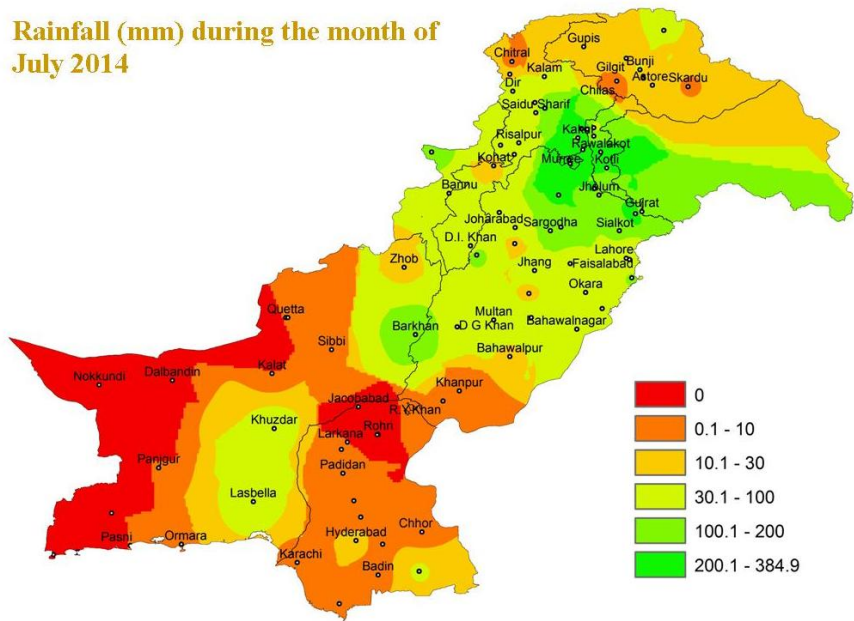 Rainfall (mm) during the month of
July 2014
Gupis
Chitral
Bunji
Gilgit
Kalam
Astore
Skardu
Dir
Chilas
Saidu Sharif
Risalpur
Rawalakot
Kohat
Murree
Kotli
Bannu
Jhelum
Gujrat
Joharabad
Sargodha
Sialkot
D.I. Khan
Zhob
Lahore
Jhang
Faisalabad
Okara
Quetta
Multan
Barkhan
D G Khan
Bahawalnagar
Sibbi
Bahawalpur
Kalat
Dalbandin
Nokkundi
Khanpur
Jacobabad
R.Y.Khan
Khuzdar
Rohri
Larkana
Panjgur
Padidan
Lasbella
Chhor
Pasni
Ormara
Hyderabad
Karachi
Badin
0
0.1 - 10
10.1 - 30
30.1 - 100
100.1 - 200
200.1 - 384.9